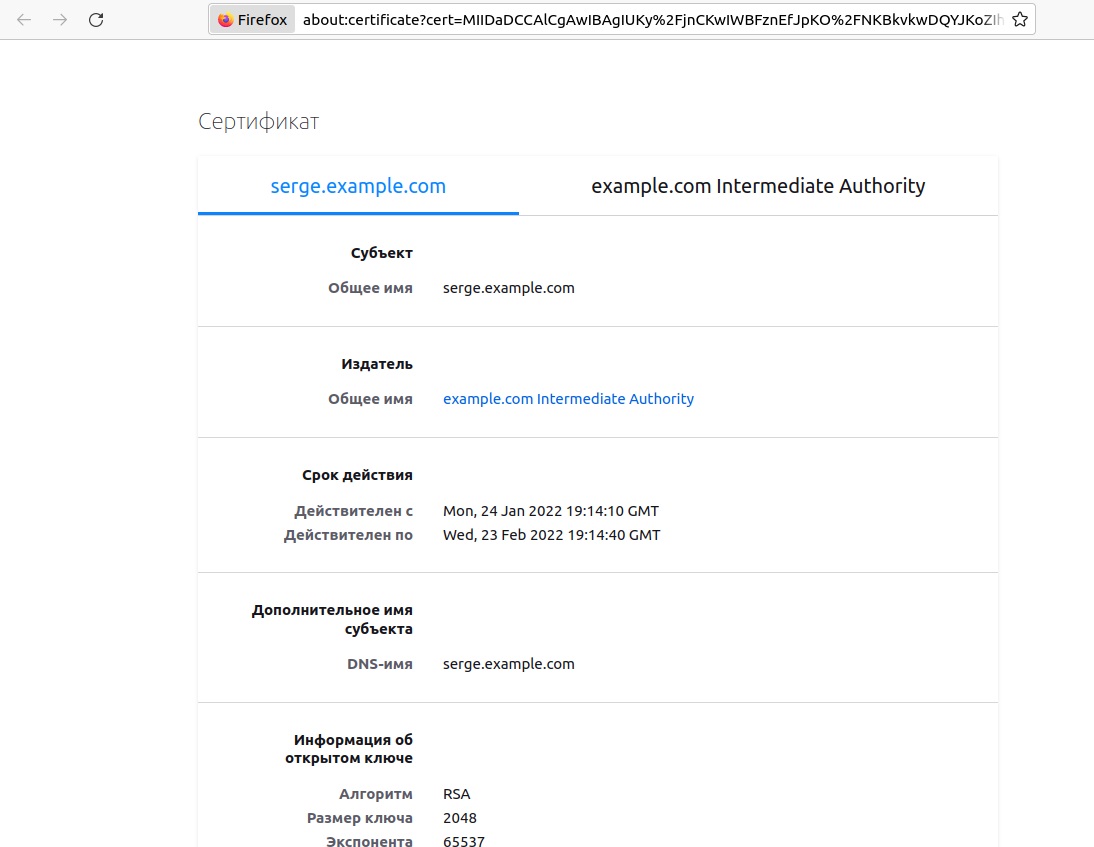 Firefox about:certificate?cert=MIIDaDCCAlCgAwIBAgIUKy%2FjnCKwIWBFznEfJpKO%2FNKBkvkwDQYJKoZIh
Сертификат
serge.example.com example.com Intermediate Authority
Субъект
Общее имя serge.example.com
Издатель
Общее имя example.com Intermediate Authority
Срок действия
Действителен с Mon, 24 Jan 2022 19:14:10 GMT
Действителен по Wed, 23 Feb 2022 19:14:40 GMT
Дополнительное имя
субъекта
DNS-имя serge.example.com
Информация об
открытом ключе
Алгоритм RSA
Размер ключа 2048
Экспонента 65537